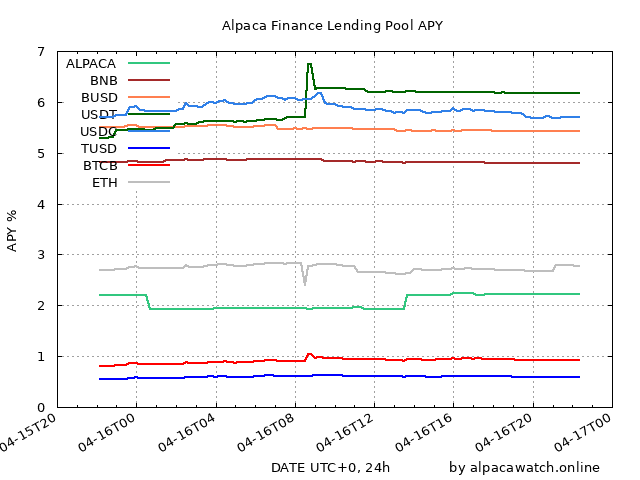 Alpaca Finance Lending Pool APY
7
6
5
4
3
2
1
0
APY %
ALPACA
BNB
BUSD
USDT
USDC
TUSD
BTCB
ETH
04-15T20
04-16T00
04-16T04
04-16T08
04-16T12
04-16T16
04-16T20
04-17T00
DATE UTC+0, 24h
by alpacawatch.online